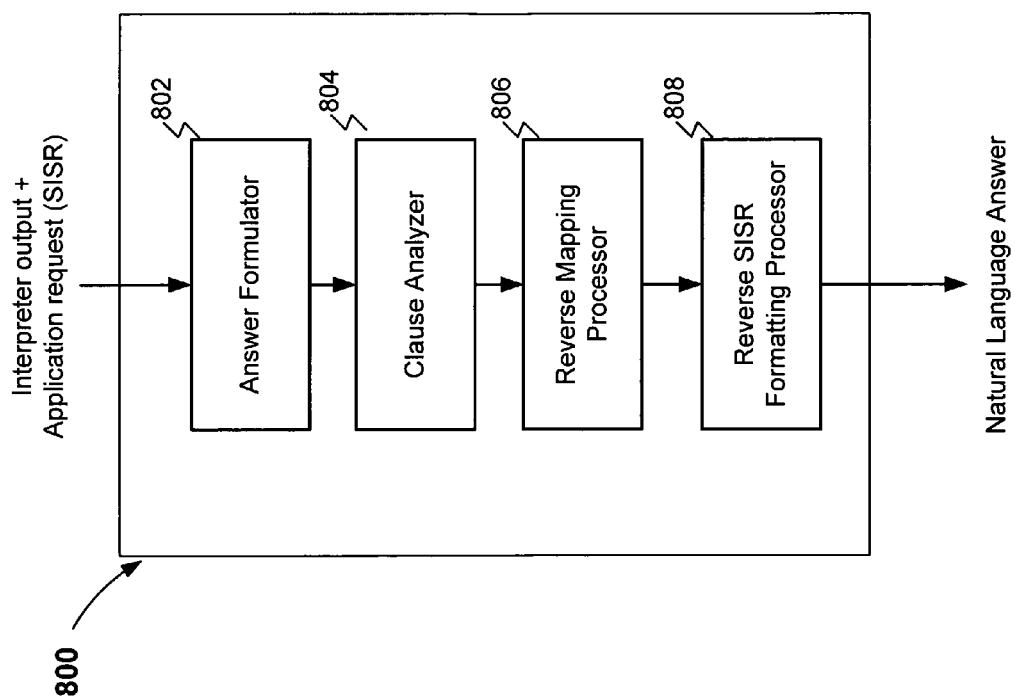 800
Interpreter output +
Application request (SISR)
802
Answer Formulator
804
Clause Analyzer
806
Reverse Mapping
Processor
808
Reverse SISR
Formatting Processor
Natural Language Answer